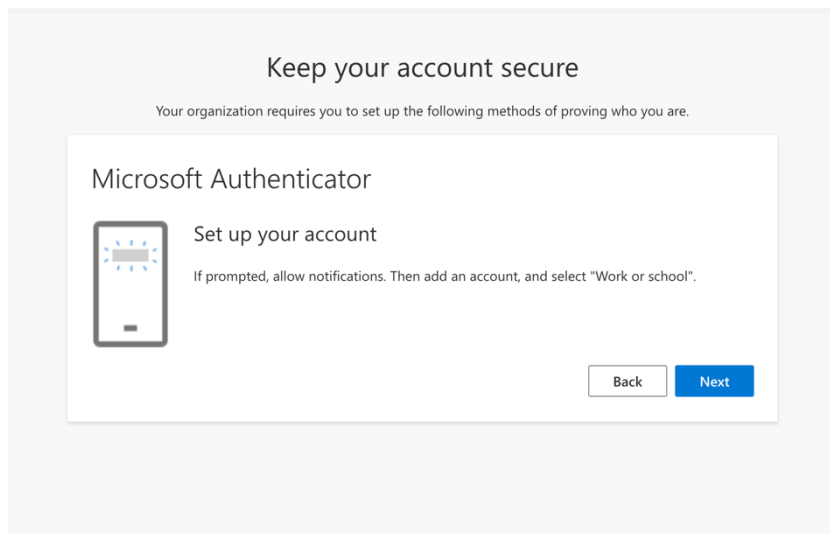 Keep your account secure
Your organization requires you to set up the following methods of proving who you are.
Microsoft Authenticator
Set up your account
If prompted, allow notifications. Then add an account, and select "Work or school".
Back
Next